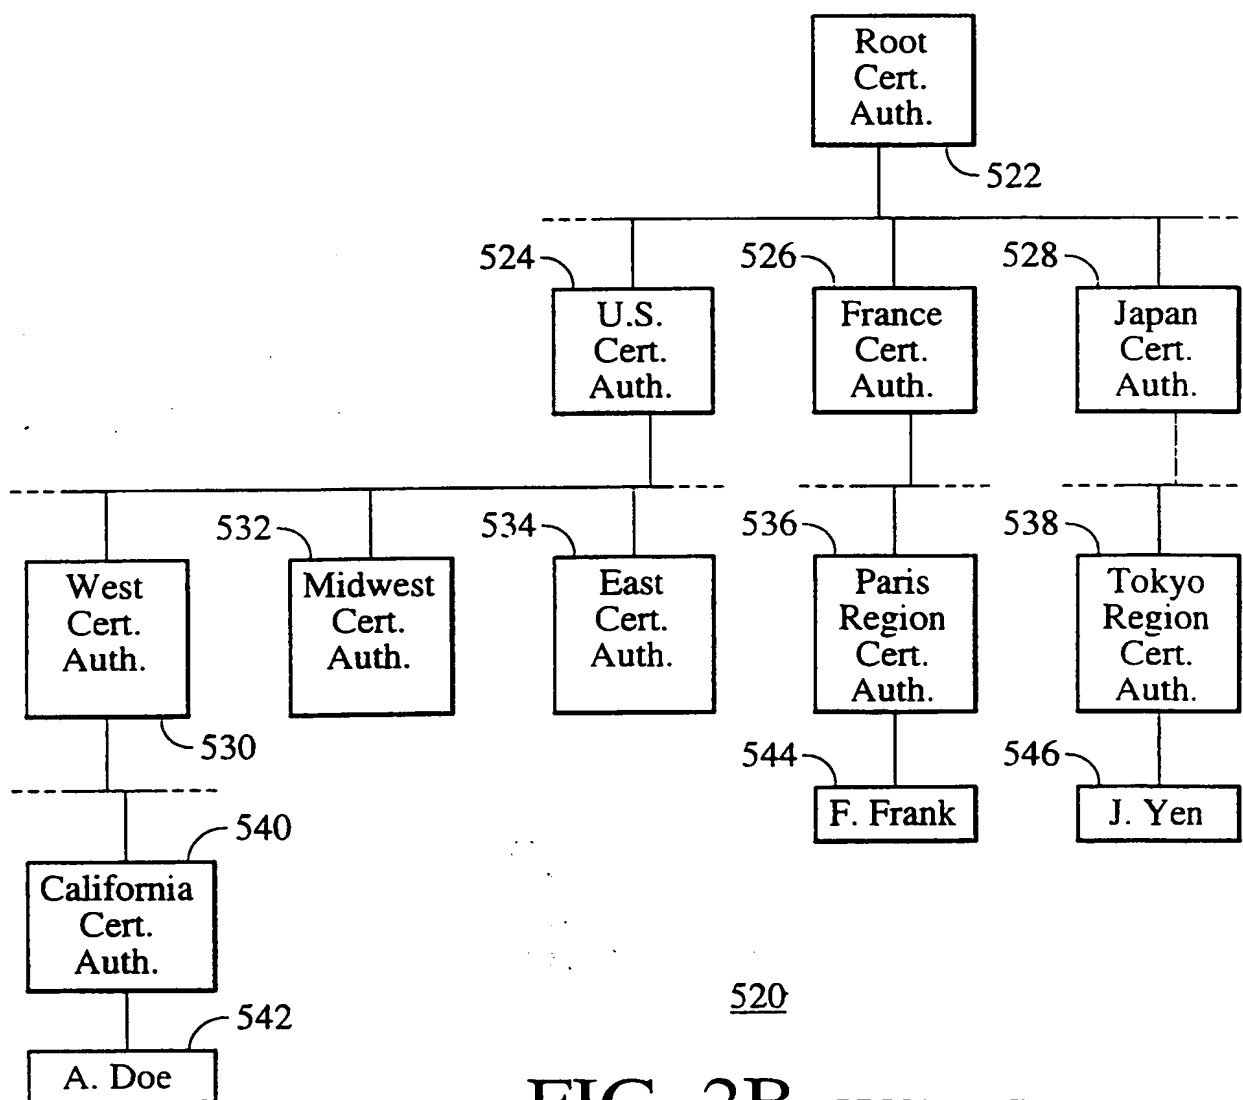 Root
Cert.
Auth.
522
524
526
528
U.S.
Cert.
Auth.
France
Cert.
Auth.
Japan
Cert.
Auth.
532
534
536
538
West
Cert.
Auth.
Midwest
Cert.
Auth.
East
Cert.
Auth.
Paris
Region
Cert.
Auth.
Tokyo
Region
Cert.
Auth.
530
544
546
F. Frank
J. Yen
540
California
Cert.
Auth.
520
542
A. Doe
FIG. 2B